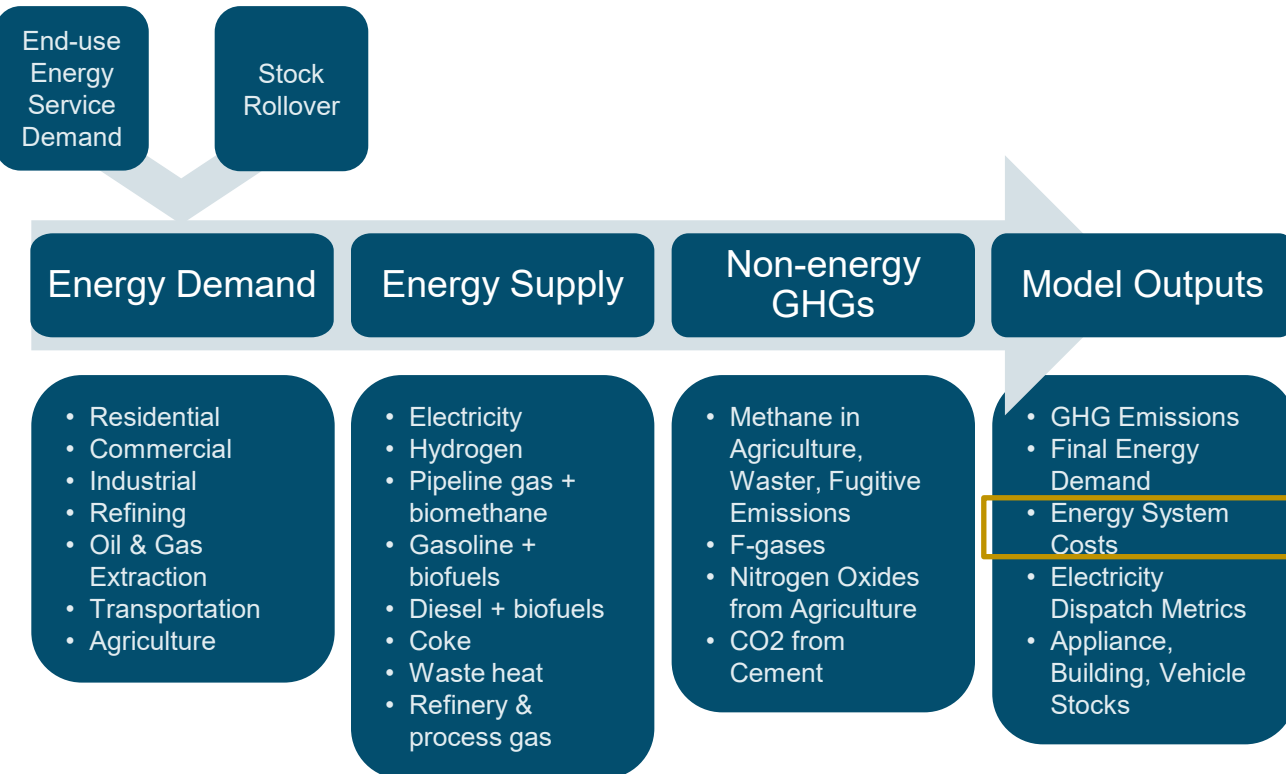 End-use
Energy
Service
Demand
Stock
Rollover
Energy Demand
Energy Supply
Non-energy
GHGs
Model Outputs
• Residential
• Commercial
• Industrial
• Refining
• Oil & Gas
Extraction
• Transportation
• Agriculture
• Electricity
• Hydrogen
• Pipeline gas +
biomethane
• Gasoline +
biofuels
• Diesel + biofuels
• Coke
• Waste heat
• Refinery &
process gas
• Methane in
Agriculture,
Waster, Fugitive
Emissions
• F-gases
• Nitrogen Oxides
from Agriculture
• CO2 from
Cement
• GHG Emissions
• Final Energy
Demand
• Energy System
Costs
• Electricity
Dispatch Metrics
• Appliance,
Building, Vehicle
Stocks